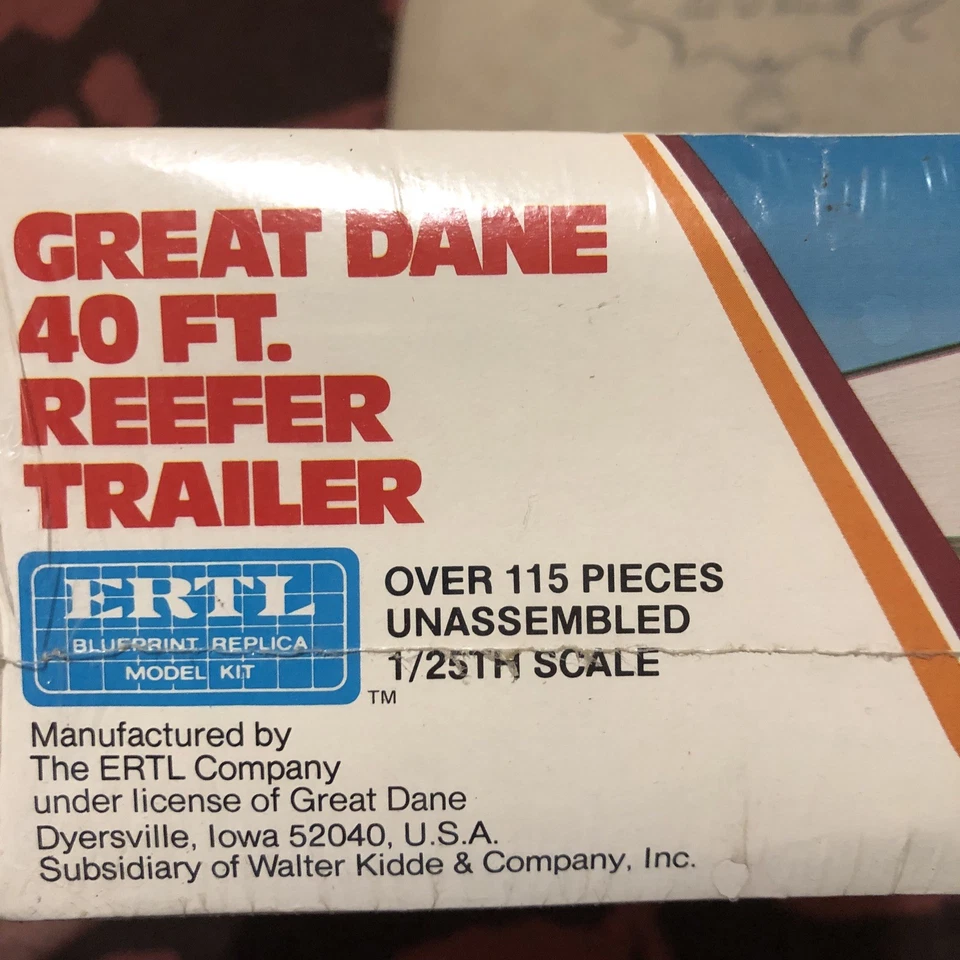 GREAT DANE
40 FT.
REEFER
TRAILER
ERTL
BLUEPRINT REPLICA
MODEL KIT
TM
OVER 115 PIECES
UNASSEMBLED
1/25TH SCALE
Manufactured by
The ERTL Company
under license of Great Dane
Dyersville, Iowa 52040, U.S.A.
Subsidiary of Walter Kidde & Company, Inc.